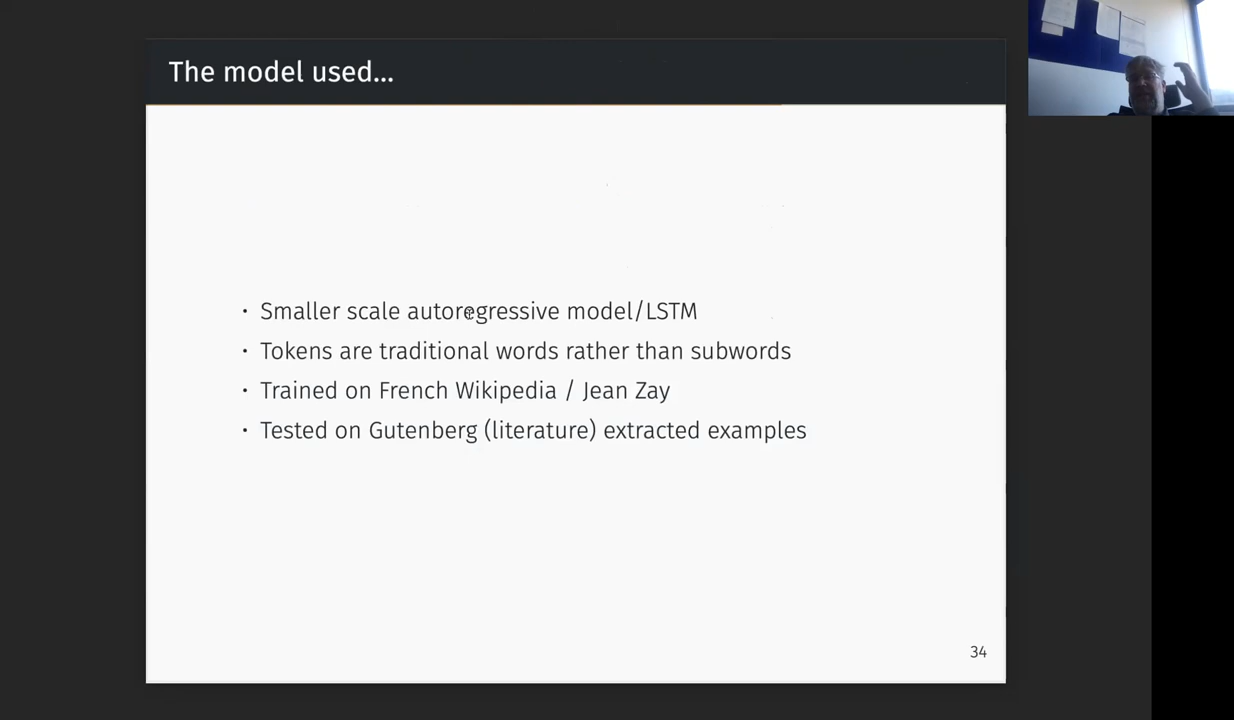 The model used...
• Smaller scale autoregressive model/LSTM
• Tokens are traditional words rather than subwords
• Trained on French Wikipedia / Jean Zay
• Tested on Gutenberg (literature) extracted examples
34